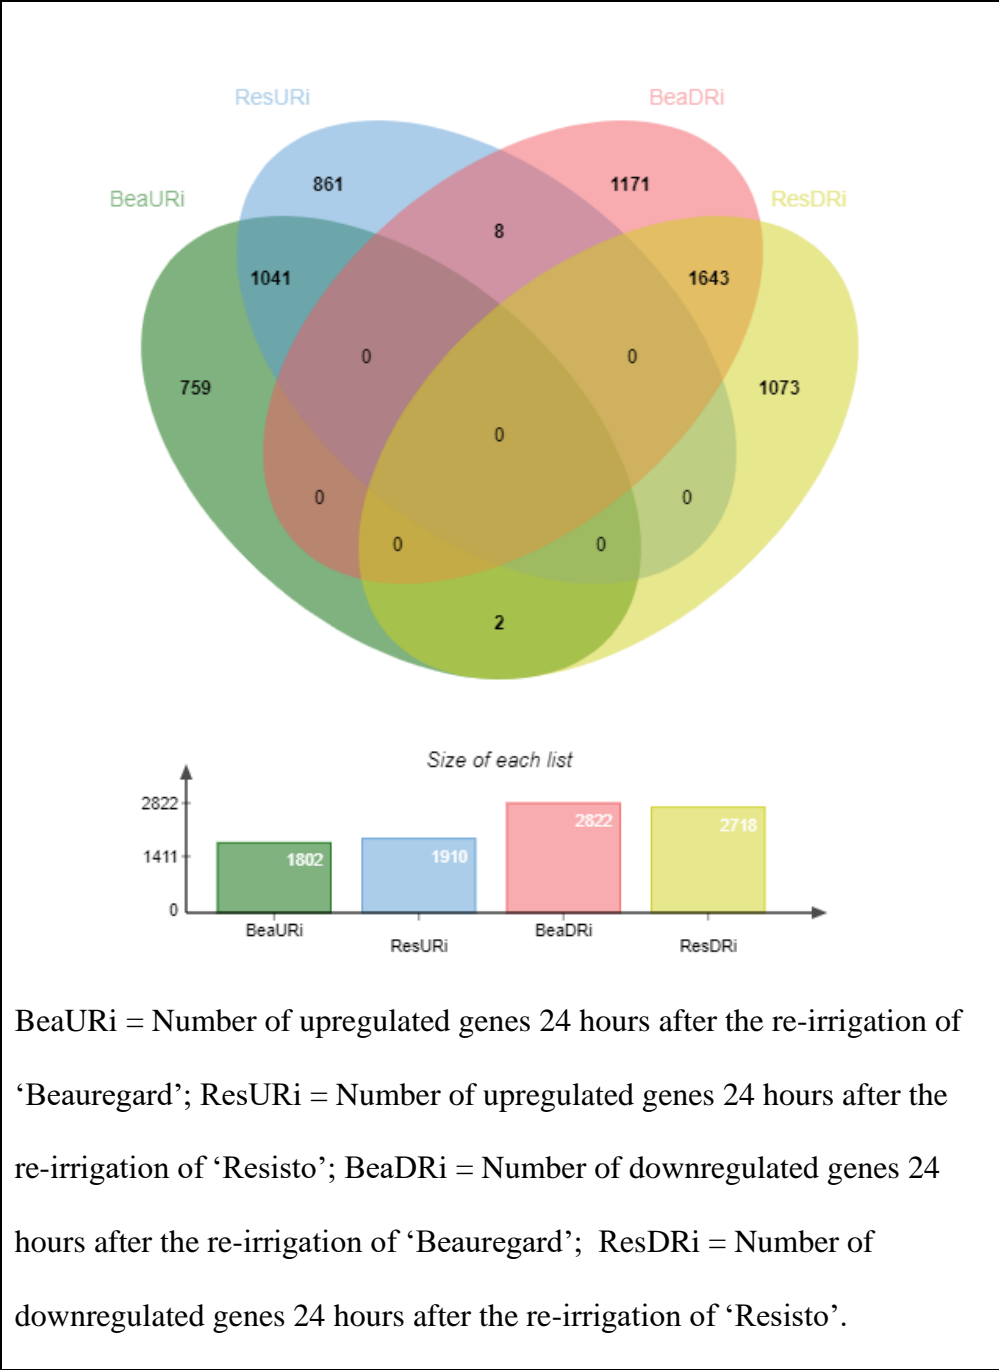 ResURi
BeaDRi
BeaURi
ResDRi
861
1171
8
1041
1643
0
0
759
1073
0
0
0
0
0
2
Size of each list
2822
1411
0
1802
1910
2822
2718
BeaURi
ResURi
BeaDRi
ResDRi
BeaURi = Number of upregulated genes 24 hours after the re-irrigation of
‘Beauregard’; ResURi = Number of upregulated genes 24 hours after the
re-irrigation of ‘Resisto’; BeaDRi = Number of downregulated genes 24
hours after the re-irrigation of ‘Beauregard’;  ResDRi = Number of
downregulated genes 24 hours after the re-irrigation of ‘Resisto’.